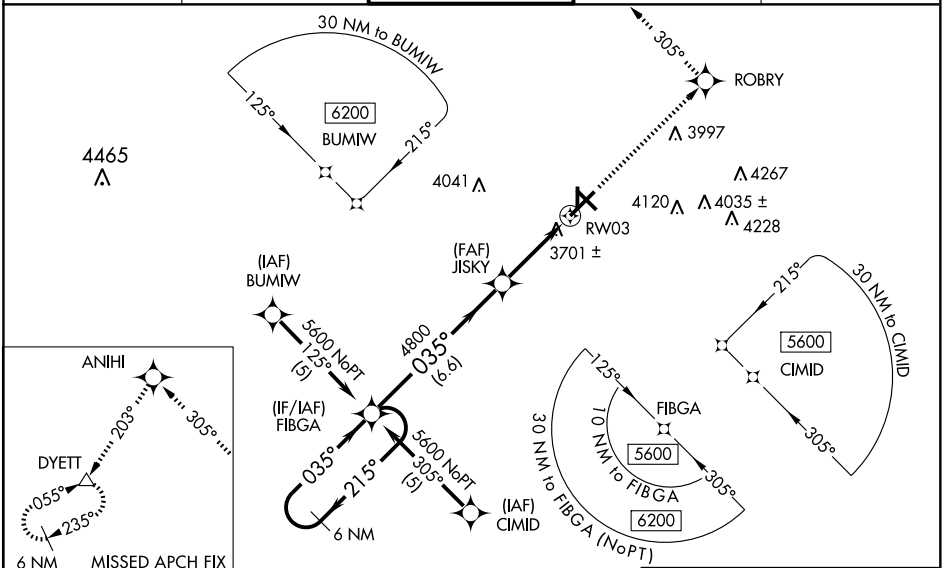 30 NM to BUMIW
125°
6200
BUMIW
215°
305°
ROBRY
3997
4465
4041
4267
4120
4035 ±
4228
RW03
3701 ±
(FAF)
JISKY
(IAF)
BUMIW
5600 NoPT
125°
(5)
4800
035°
(6.6)
(IF/IAF)
FIBGA
035°
215°
6 NM
5600 NoPT
305°
(5)
(IAF)
CIMID
215°
30 NM to CIMID
5600
CIMID
305°
125°
FIBGA
5600
10 NM to FIBGA
305°
6200
30 NM to FIBGA (NoPT)
ANIHI
203°
305°
DYETT
055°
235°
6 NM
MISSED APCH FIX